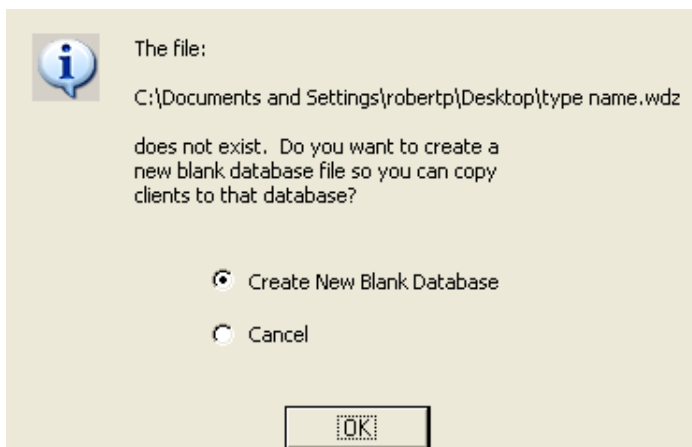 The file:
C:\Documents and Settings\robertp\Desktop\type name.wdz
does not exist.  Do you want to create a
new blank database file so you can copy
clients to that database?
Create New Blank Database
Cancel
OK